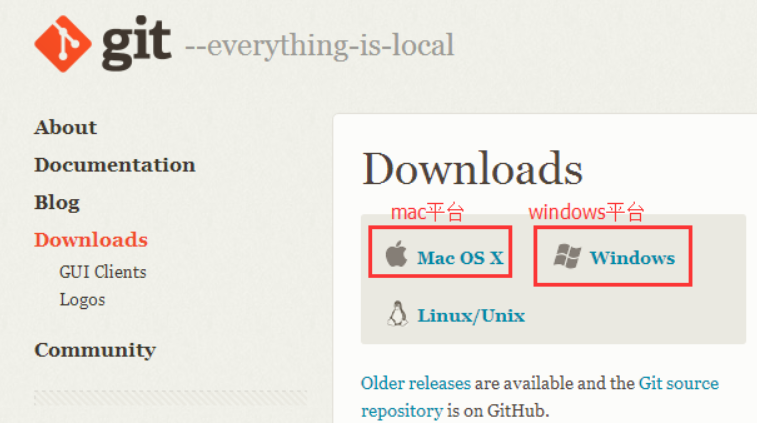 git --everything-is-local
About
Documentation
Blog
Downloads
GUI Clients
Logos
Community
Downloads
mac平台 windows平台
Mac OS X Windows
Linux/Unix
Older releases are available and the Git source
repository is on GitHub.